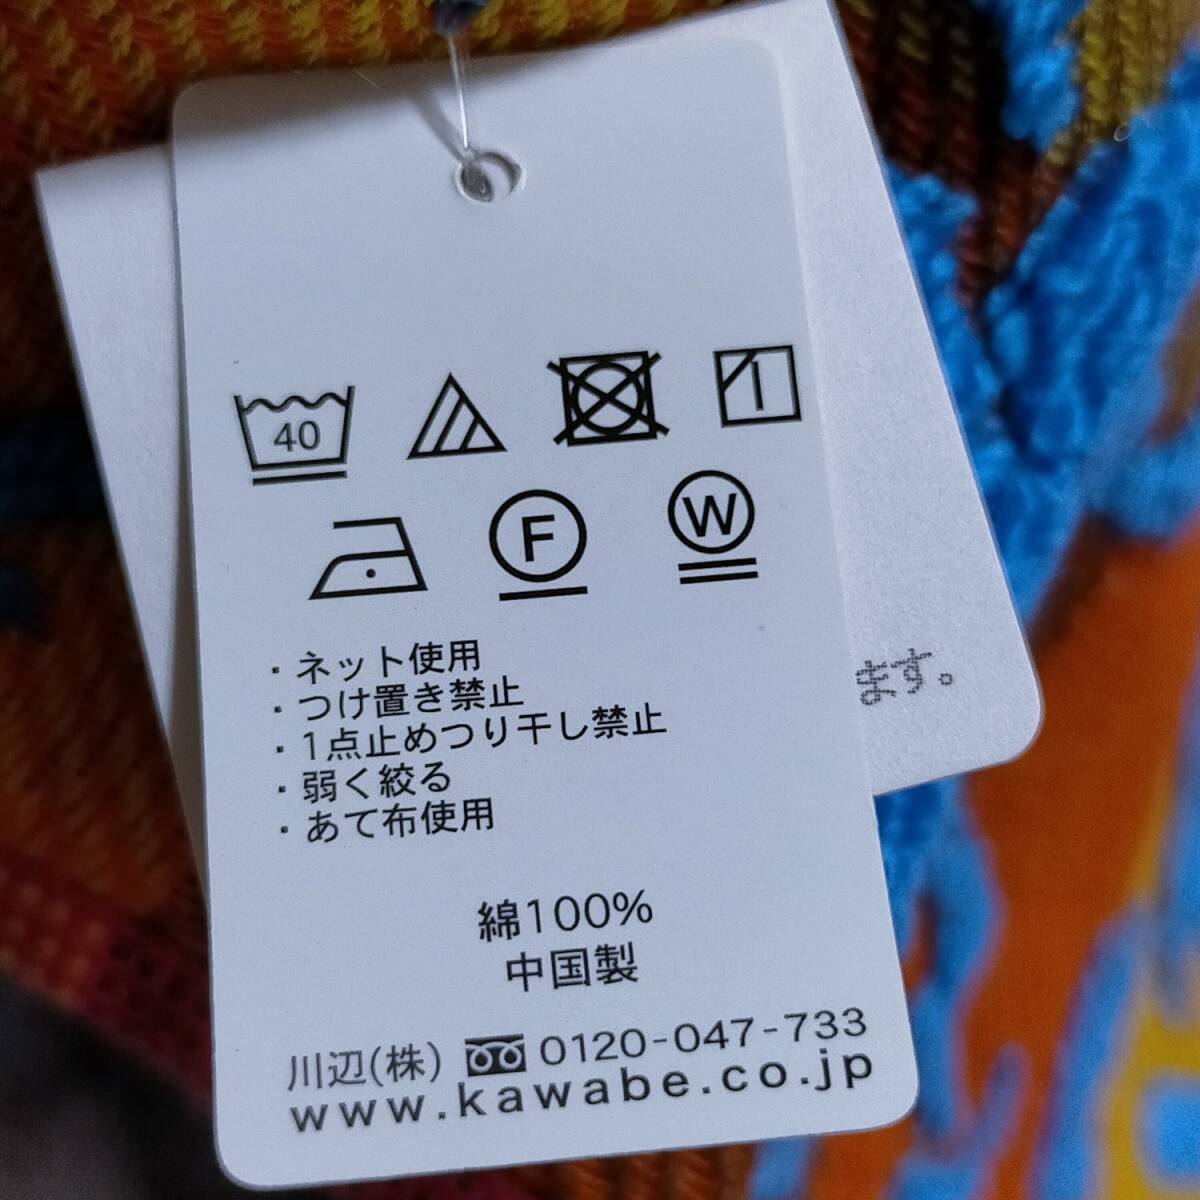 40
F W
・ネット使用
・つけ置き禁止
・1点止めつり干し禁止
・弱く絞る
・あて布使用
綿100%
中国製
川辺(株) 0120-047-733
www.kawabe.co.jp
ます。